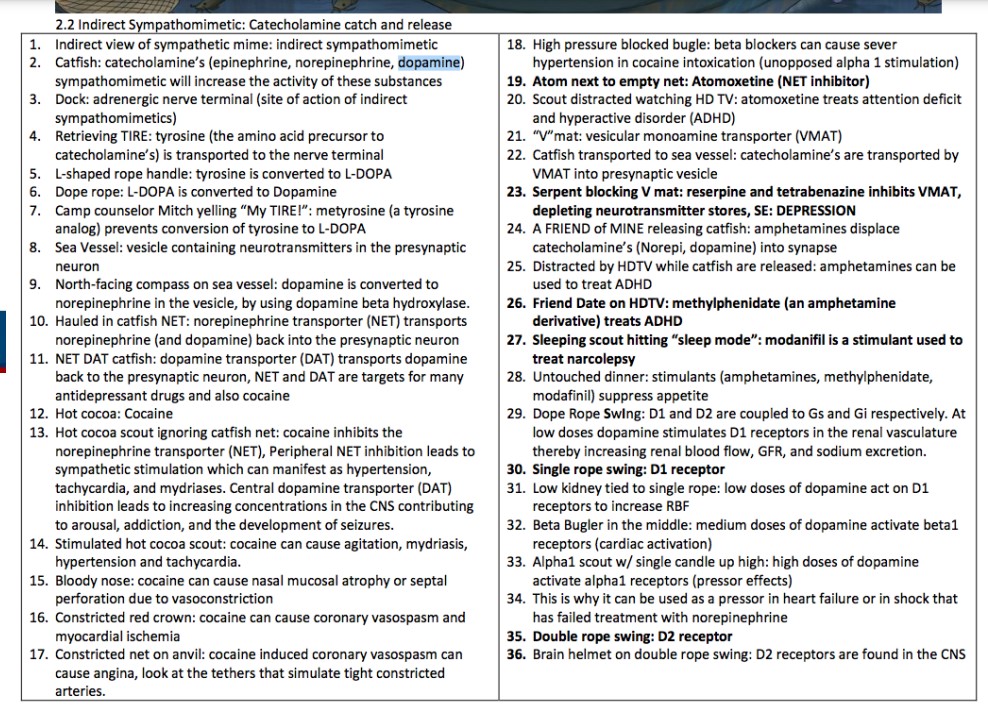 2.2 Indirect Sympathomimetic: Catecholamine catch and release
1. Indirect view of sympathetic mime: indirect sympathomimetic
2. Catfish: catecholamine's (epinephrine, norepinephrine, dopamine)
sympathomimetic will increase the activity of these substances
3. Dock: adrenergic nerve terminal (site of action of indirect
sympathomimetics)
4. Retrieving TIRE: tyrosine (the amino acid precursor to
catecholamine's) is transported to the nerve terminal
5. L-shaped rope handle: tyrosine is converted to L-DOPA
6. Dope rope: L-DOPA is converted to Dopamine
7. Camp counselor Mitch yelling "My TIRE!": metyrosine (a tyrosine
analog) prevents conversion of tyrosine to L-DOPA
8. Sea Vessel: vesicle containing neurotransmitters in the presynaptic
neuron
9. North-facing compass on sea vessel: dopamine is converted to
norepinephrine in the vesicle, by using dopamine beta hydroxylase.
10. Hauled in catfish NET: norepinephrine transporter (NET) transports
norepinephrine (and dopamine) back into the presynaptic neuron
11. NET DAT catfish: dopamine transporter (DAT) transports dopamine
back to the presynaptic neuron, NET and DAT are targets for many
antidepressant drugs and also cocaine
12. Hot cocoa: Cocaine
13. Hot cocoa scout ignoring catfish net: cocaine inhibits the
norepinephrine transporter (NET), Peripheral NET inhibition leads to
sympathetic stimulation which can manifest as hypertension,
tachycardia, and mydriases. Central dopamine transporter (DAT)
inhibition leads to increasing concentrations in the CNS contributing
to arousal, addiction, and the development of seizures.
14. Stimulated hot cocoa scout: cocaine can cause agitation, mydriasis,
hypertension and tachycardia.
15. Bloody nose: cocaine can cause nasal mucosal atrophy or septal
perforation due to vasoconstriction
16. Constricted red crown: cocaine can cause coronary vasospasm and
myocardial ischemia
17. Constricted net on anvil: cocaine induced coronary vasospasm can
cause angina, look at the tethers that simulate tight constricted
arteries.
18. High pressure blocked bugle: beta blockers can cause sever
hypertension in cocaine intoxication (unopposed alpha 1 stimulation)
19. Atom next to empty net: Atomoxetine (NET inhibitor)
20. Scout distracted watching HD TV: atomoxetine treats attention deficit
and hyperactive disorder (ADHD)
21. "V"mat: vesicular monoamine transporter (VMAT)
22. Catfish transported to sea vessel: catecholamine's are transported by
VMAT into presynaptic vesicle
23. Serpent blocking V mat: reserpine and tetrabenazine inhibits VMAT,
depleting neurotransmitter stores, SE: DEPRESSION
24. A FRIEND of MINE releasing catfish: amphetamines displace
catecholamine's (Norepi, dopamine) into synapse
25. Distracted by HDTV while catfish are released: amphetamines can be
used to treat ADHD
26. Friend Date on HDTV: methylphenidate (an amphetamine
derivative) treats ADHD
27. Sleeping scout hitting "sleep mode": modanifil is a stimulant used to
treat narcolepsy
28. Untouched dinner: stimulants (amphetamines, methylphenidate,
modafinil) suppress appetite
29. Dope Rope SwIng: D1 and D2 are coupled to Gs and Gi respectively. At
low doses dopamine stimulates D1 receptors in the renal vasculature
thereby increasing renal blood flow, GFR, and sodium excretion.
30. Single rope swing: D1 receptor
31. Low kidney tied to single rope: low doses of dopamine act on D1
receptors to increase RBF
32. Beta Bugler in the middle: medium doses of dopamine activate beta1
receptors (cardiac activation)
33. Alpha1 scout w/ single candle up high: high doses of dopamine
activate alpha1 receptors (pressor effects)
34. This is why it can be used as a pressor in heart failure or in shock that
has failed treatment with norepinephrine
35. Double rope swing: D2 receptor
36. Brain helmet on double rope swing: D2 receptors are found in the CNS